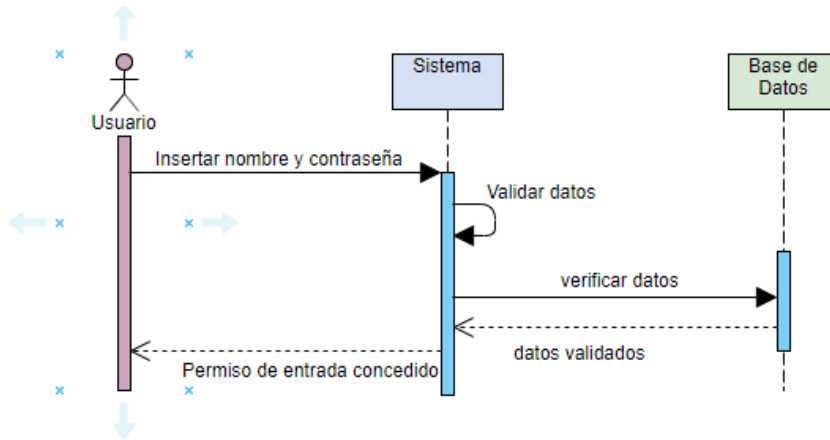 Usuario
Sistema
Base de
Datos
Insertar nombre y contraseña
Validar datos
verificar datos
datos validados
Permiso de entrada concedido